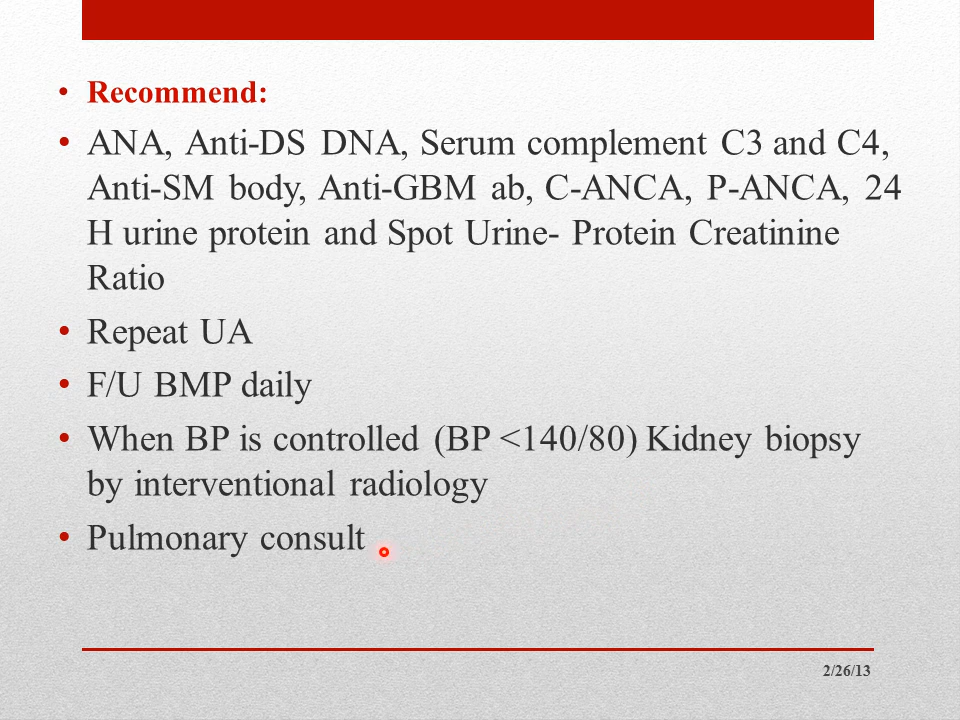 • Recommend:
• ANA, Anti-DS DNA, Serum complement C3 and C4,
Anti-SM body, Anti-GBM ab, C-ANCA, P-ANCA, 24
H urine protein and Spot Urine- Protein Creatinine
Ratio
• Repeat UA
• F/U BMP daily
• When BP is controlled (BP <140/80) Kidney biopsy
by interventional radiology
• Pulmonary consult
2/26/13